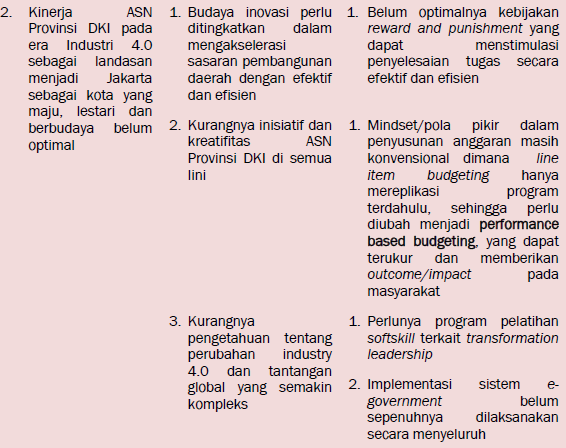 2. Kinerja ASN
Provinsi DKI pada
era Industri 4.0
sebagai landasan
menjadi Jakarta
sebagai kota yang
maju, lestari dan
berbudaya belum
optimal
1. Budaya inovasi perlu
ditingkatkan dalam
mengakselerasi
sasaran pembangunan
daerah dengan efektif
dan efisien
1. Belum optimalnya kebijakan
reward and punishment yang
dapat menstimulasi
penyelesaian tugas secara
efektif dan efisien
2. Kurangnya inisiatif dan
kreatifitas ASN
Provinsi DKI di semua
lini
1. Mindset/pola pikir dalam
penyusunan anggaran masih
konvensional dimana line
item budgeting hanya
mereplikasi program
terdahulu, sehingga perlu
diubah menjadi performance
based budgeting, yang dapat
terukur dan memberikan
outcome/impact pada
masyarakat
3. Kurangnya
pengetahuan tentang
perubahan industry
4.0 dan tantangan
global yang semakin
kompleks
1. Perlunya program pelatihan
softskill terkait transformation
leadership
2. Implementasi sistem e-
government belum
sepenuhnya dilaksanakan
secara menyeluruh